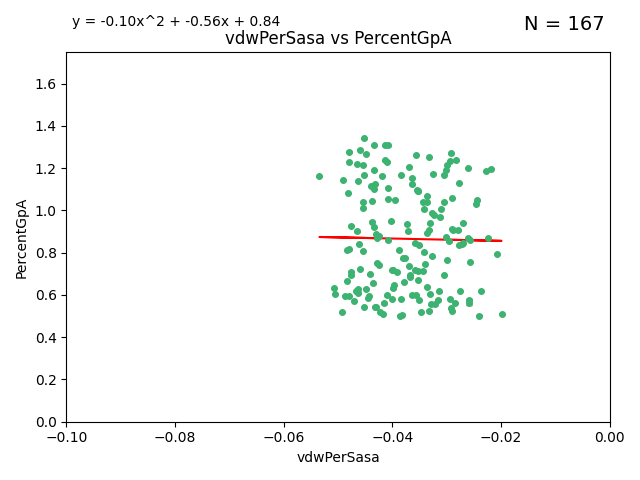 y = -0.10x^2 + -0.56x + 0.84
N = 167
vdwPerSasa vs PercentGpA
PercentGpA
1.6
1.4
1.2
1.0
0.8
0.6
0.4
0.2
0.0
−0.10 −0.08 −0.06 −0.04 −0.02 0.00
vdwPerSasa